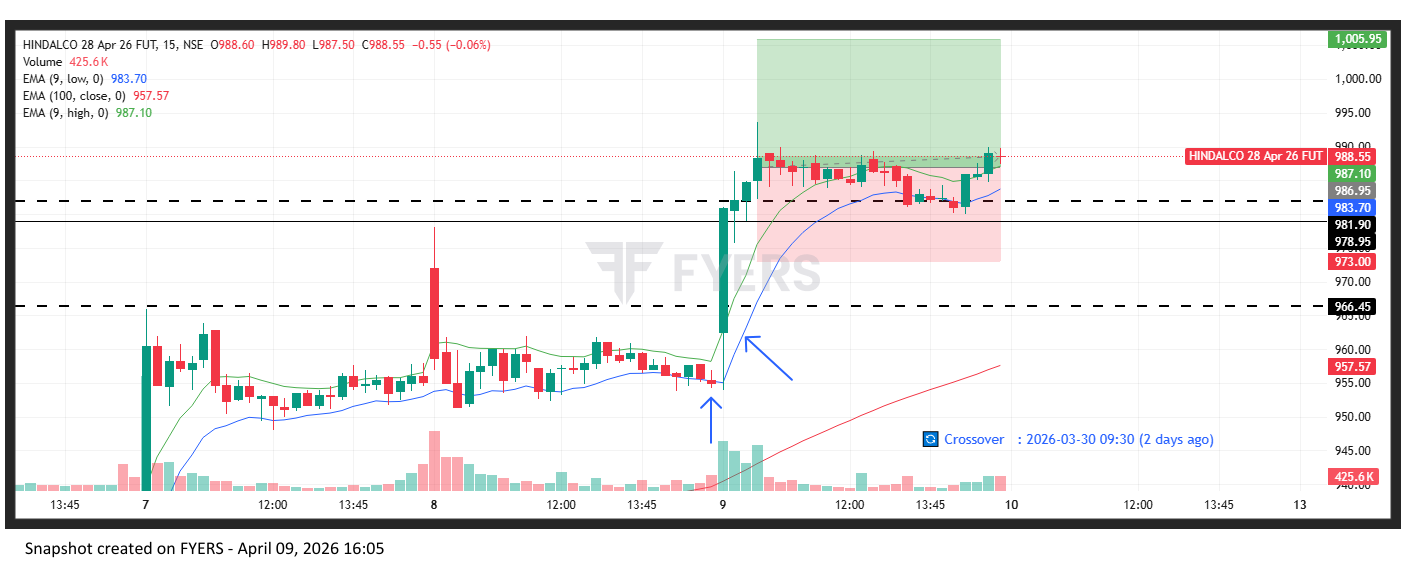 HINDALCO 28 Apr 26 FUT, 15, NSE O988.60 H989.80 L987.50 C988.55 −0.55 (−0.06%)
Volume 425.6K
EMA (9, low, 0) 983.70
EMA (100, close, 0) 957.57
EMA (9, high, 0) 987.10
1,005.95
1,000.00
995.00
990.00
HINDALCO 28 Apr 26 FUT 988.55
987.10
986.95
983.70
981.90
978.95
973.00
970.00
966.45
965.00
960.00
957.57
955.00
950.00
945.00
425.6K
940.00
FYERS
Crossover : 2026-03-30 09:30 (2 days ago)
13:45 7 12:00 13:45 8 12:00 13:45 9 12:00 13:45 10 12:00 13:45 13
Snapshot created on FYERS - April 09, 2026 16:05